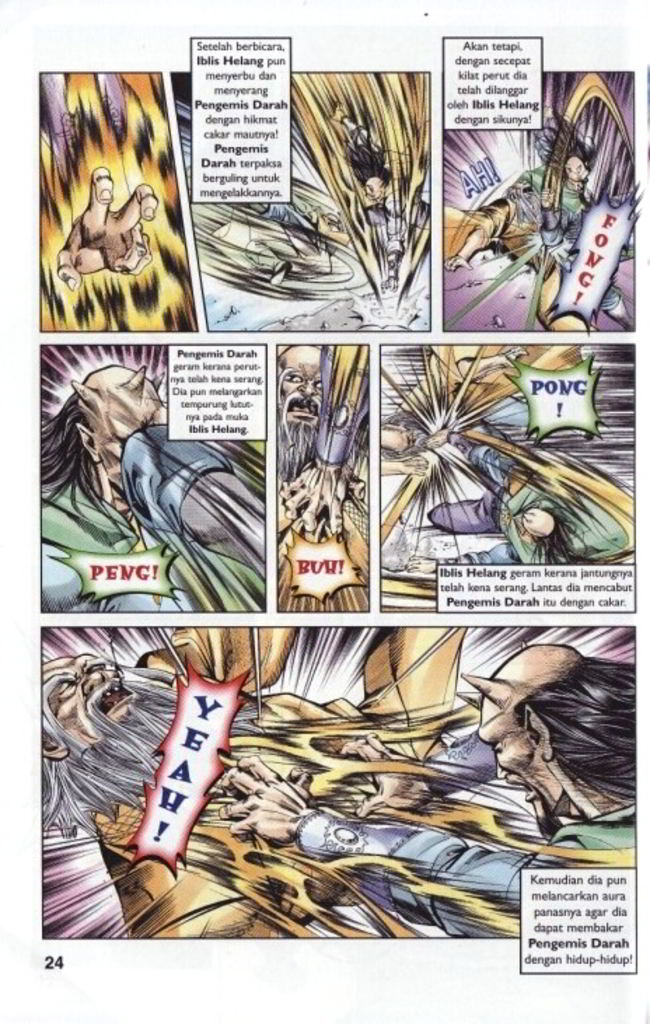 Setelah berbicara,
Iblis Helang pun
menyerbu dan
menyerang
Pengemis Darah
dengan hikmat
cakar mautnya!
Pengemis
Darah terpaksa
berguling untuk
mengelakkannya.
Akan tetapi,
dengan secepat
kilat perut dia
telah dilanggar
oleh Iblis Helang
dengan sikunya!
AH!
FONG!
Pengemis Darah
geram kerana perut-
nya telah kena serang.
Dia pun melangarkan
tempurung lutut-
nya pada muka
Iblis Helang.
PENG!
BUH!
PONG
!
Iblis Helang geram kerana jantungnya
telah kena serang. Lantas dia mencabut
Pengemis Darah itu dengan cakar.
YEAH!
Kemudian dia pun
melancarkan aura
panasnya agar dia
dapat membakar
Pengemis Darah
dengan hidup-hidup!
24